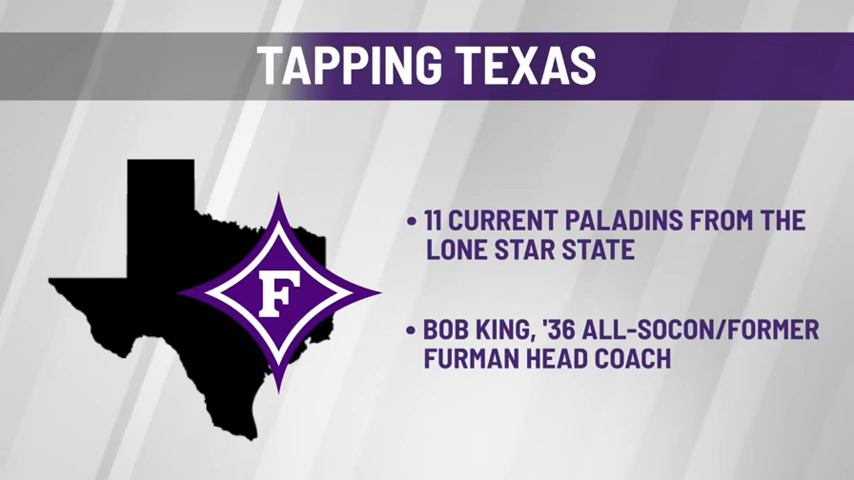 TAPPING TEXAS
F
• 11 CURRENT PALADINS FROM THE
LONE STAR STATE
• BOB KING, '36 ALL-SOCON/FORMER
FURMAN HEAD COACH